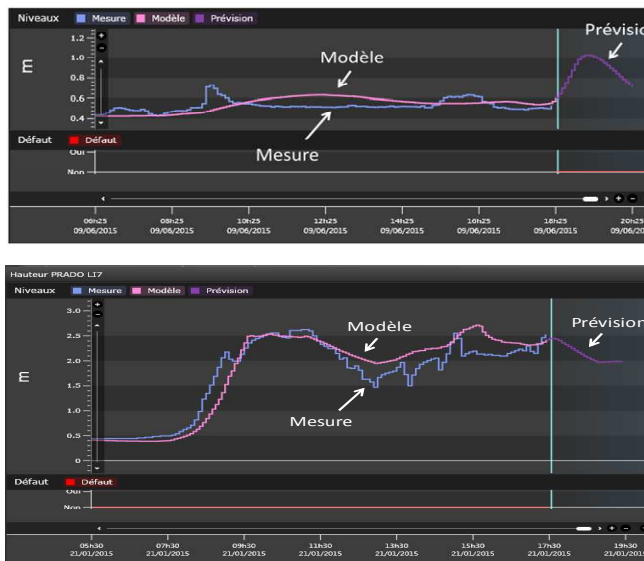 Niveaux Mesure Modèle Prévision
Prévisio
Modèle
Mesure
m
1.2
1.0
0.8
0.6
0.4
Défaut Défaut
Oui
Non
06h25 08h25 10h25 12h25 14h25 16h25 18h25 20h25
09/06/2015 09/06/2015 09/06/2015 09/06/2015 09/06/2015 09/06/2015 09/06/2015 09/06/20
Hauteur PRADO LI7
Niveaux Mesure Modèle Prévision
Modèle
Prévision
Mesure
m
3.0
2.5
2.0
1.5
1.0
0.5
0
Défaut Défaut
Oui
Non
05h30 07h30 09h30 11h30 13h30 15h30 17h30 19h30
21/01/2015 21/01/2015 21/01/2015 21/01/2015 21/01/2015 21/01/2015 21/01/2015 21/01/2015